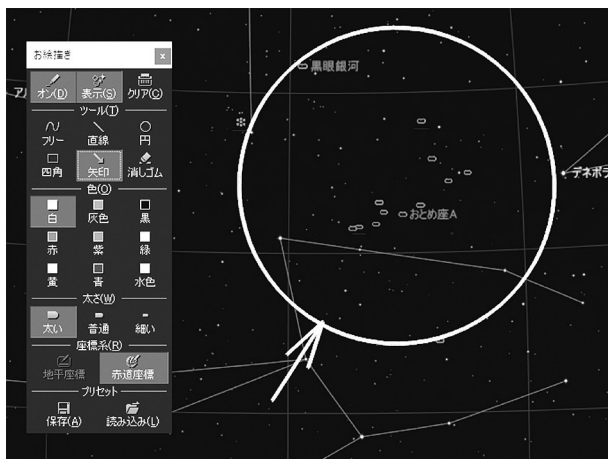 お絵描き x
オン(D) 表示(S) クリア(C)
ツール(T)
フリー 直線 円
四角 矢印 消しゴム
色(O)
白 灰色 黒
赤 紫 緑
黄 青 水色
太さ(W)
太い 普通 細い
座標系(R)
地平座標 赤道座標
プリセット
保存(A) 読み込み(L)
黒眼銀河
デネボラ
おとめ座A